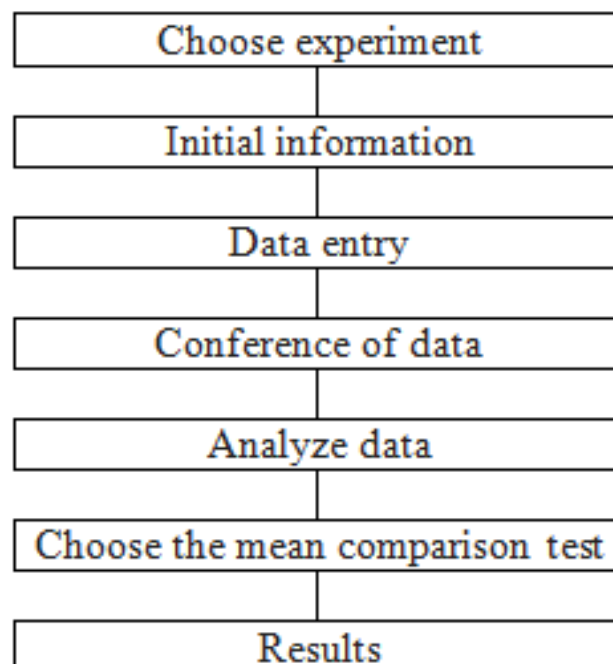 Choose experiment
Initial information
Data entry
Conference of data
Analyze data
Choose the mean comparison test
Results